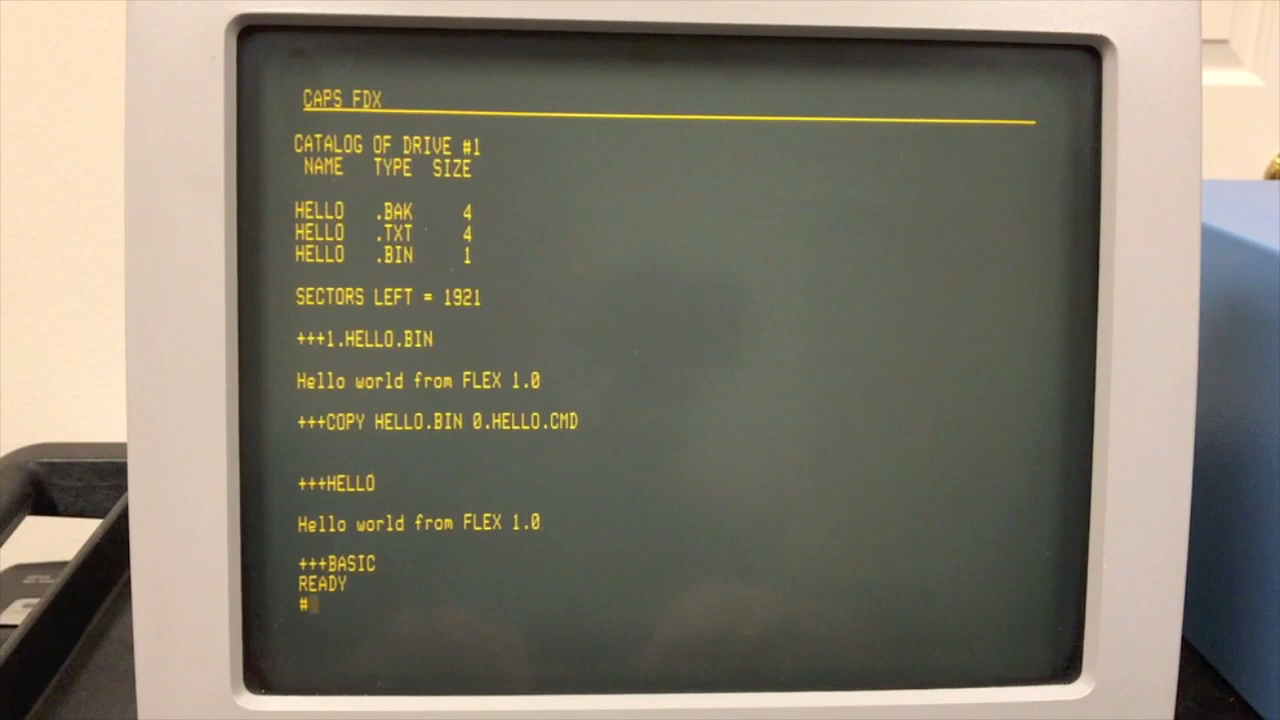 CAPS FDX
CATALOG OF DRIVE #1
NAME TYPE SIZE
HELLO .BAK 4
HELLO .TXT 4
HELLO .BIN 1
SECTORS LEFT = 1921
+++1.HELLO.BIN
Hello world from FLEX 1.0
+++COPY HELLO.BIN 0.HELLO.CMD
+++HELLO
Hello world from FLEX 1.0
+++BASIC
READY
#